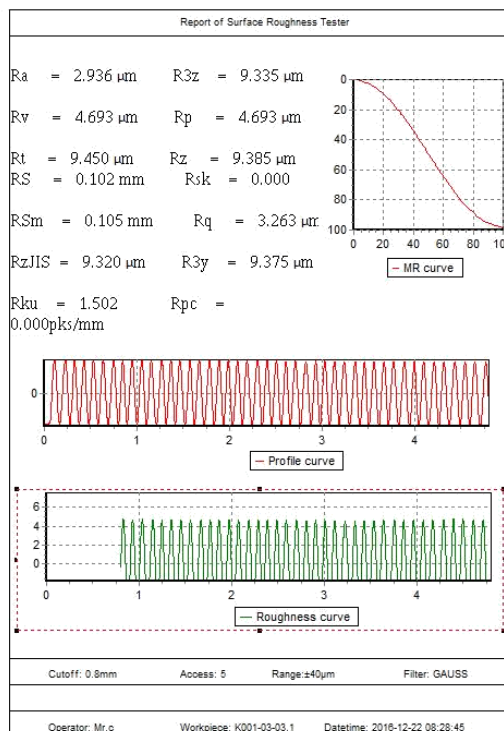 Report of Surface Roughness Tester
Ra = 2.936 μm R3z = 9.335 μm
Rv = 4.693 μm Rp = 4.693 μm
Rt = 9.450 μm Rz = 9.385 μm
RS = 0.102 mm Rsk = 0.000
RSm = 0.105 mm Rq = 3.263 μm
RzJIS = 9.320 μm R3y = 9.375 μm
Rku = 1.502 Rpc =
0.000pks/mm
0
20
40
60
80
100
0 20 40 60 80 100
MR curve
0
0 1 2 3 4
Profile curve
6
4
2
0
0 1 2 3 4
Roughness curve
Cutoff: 0.8mm Access: 5 Range:±40μm Filter: GAUSS
Operator: Mr.c Workpiece: K001-03-03.1 Datetime: 2016-12-22 08:28:45